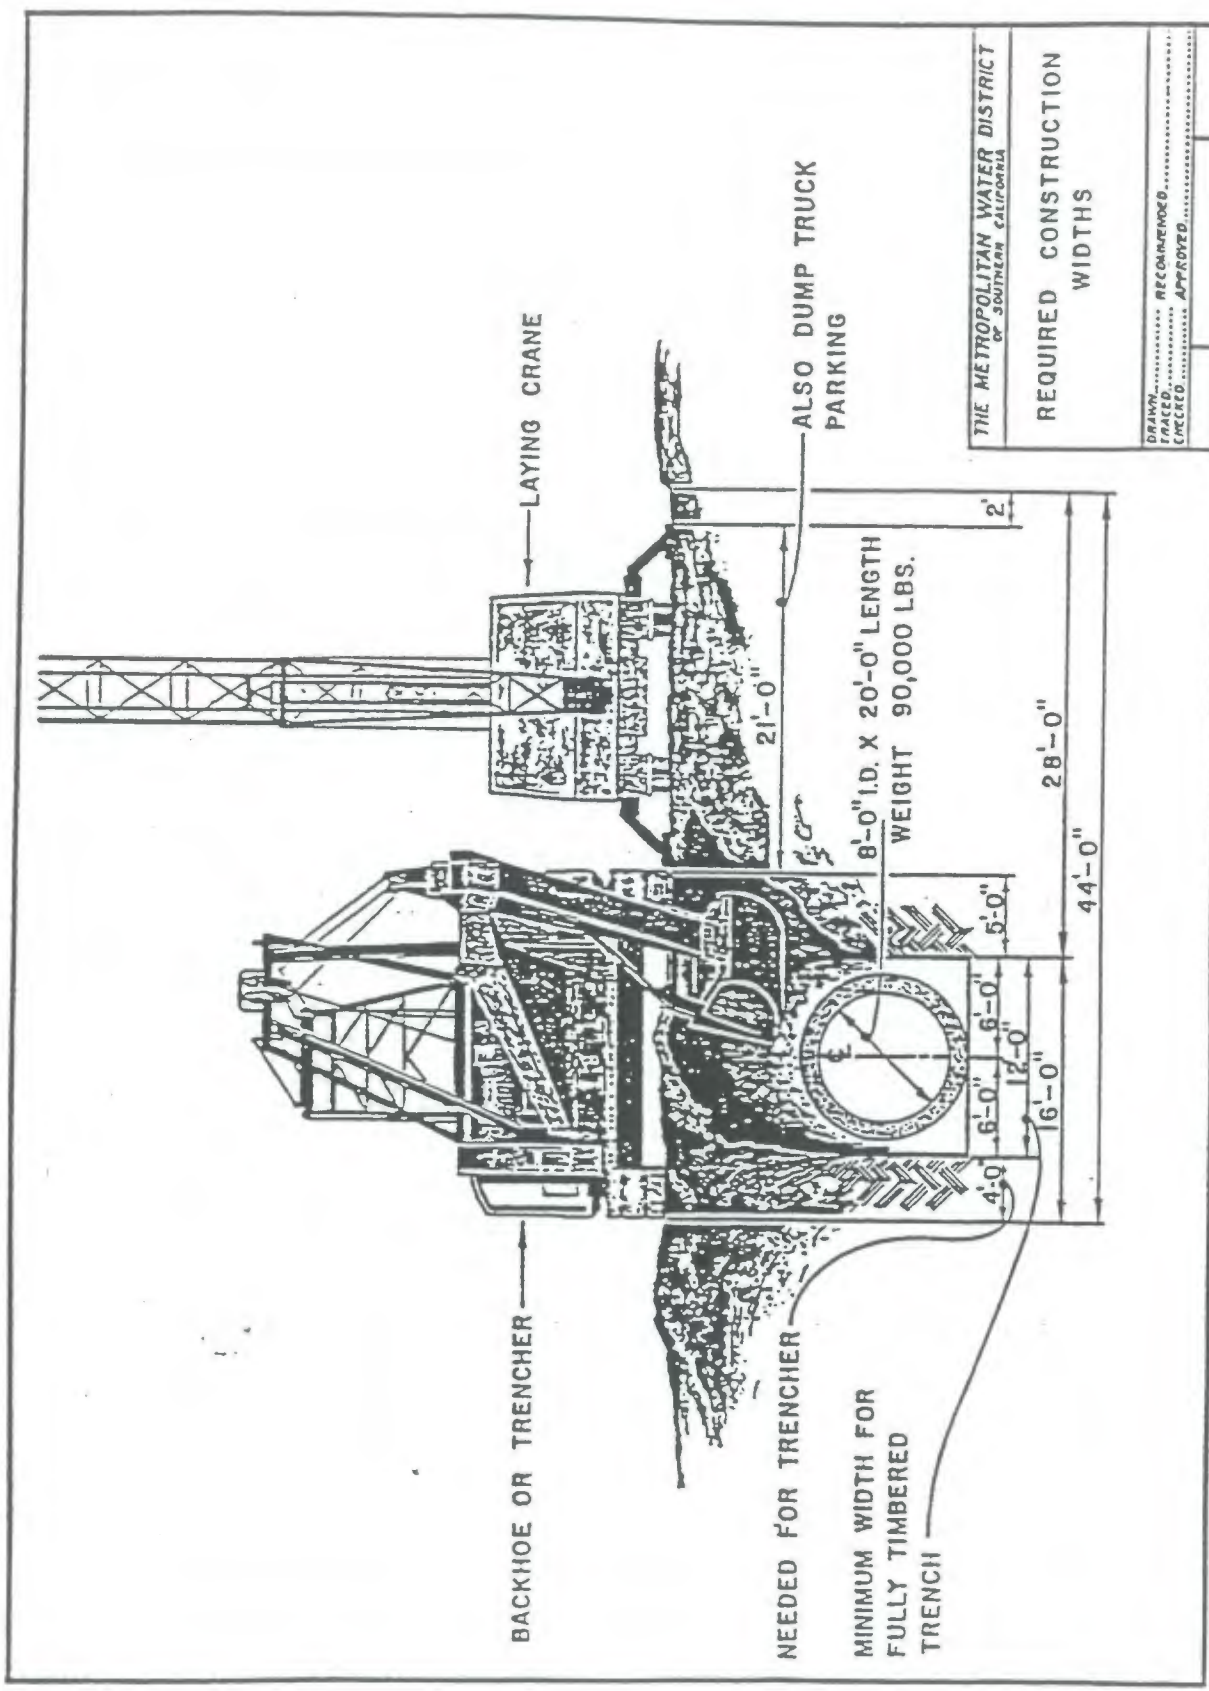 BACKHOE OR TRENCHER
LAYING CRANE
NEEDED FOR TRENCHER
MINIMUM WIDTH FOR
FULLY TIMBERED
TRENCH
ALSO DUMP TRUCK
PARKING
21'-0"
8'-0" I.D. X 20'-0" LENGTH
WEIGHT 90,000 LBS.
℄
4'-0"
6'-0"
6'-0"
5'-0"
2'
12'-0"
16'-0"
28'-0"
44'-0"
THE METROPOLITAN WATER DISTRICT
OF SOUTHERN CALIFORNIA
REQUIRED CONSTRUCTION
WIDTHS
DRAWN RECOMMENDED
TRACED
CHECKED APPROVED